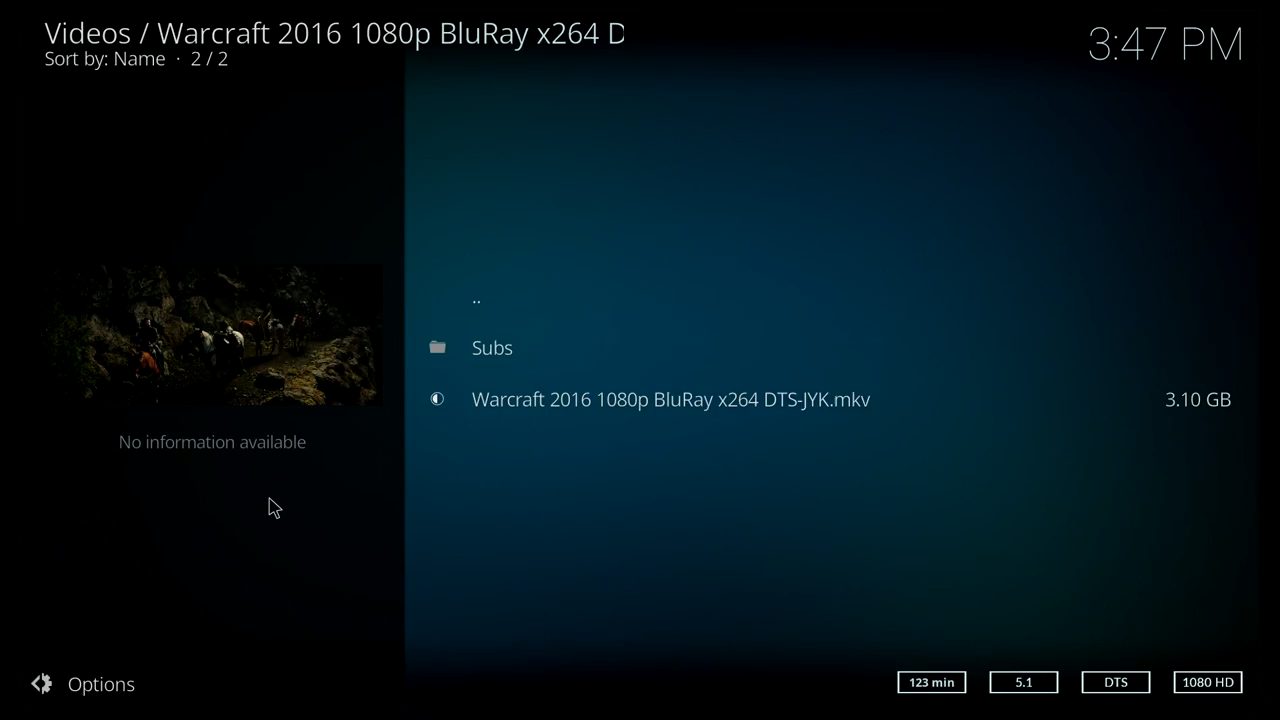 Videos / Warcraft 2016 1080p BluRay x264 D
Sort by: Name · 2 / 2
3:47 PM
..
Subs
Warcraft 2016 1080p BluRay x264 DTS-JYK.mkv 3.10 GB
No information available
Options
123 min 5.1 DTS 1080 HD